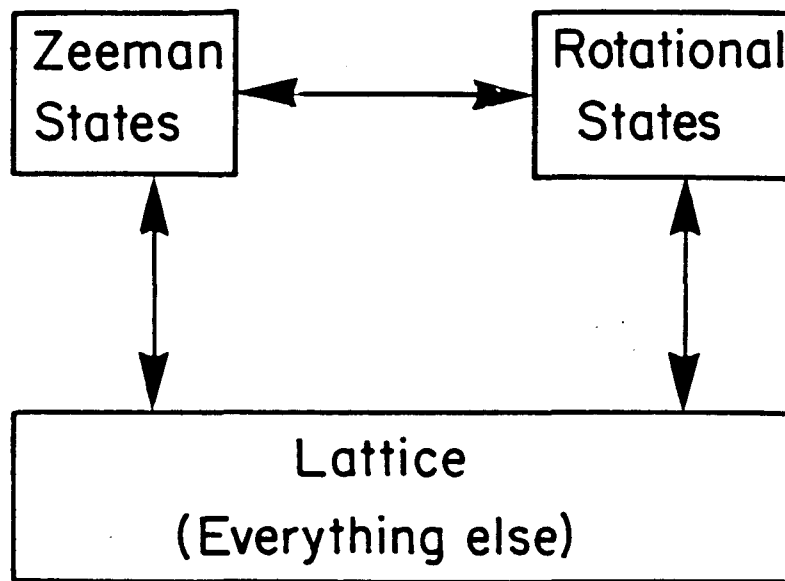 Zeeman
States
Rotational
States
Lattice
(Everything else)